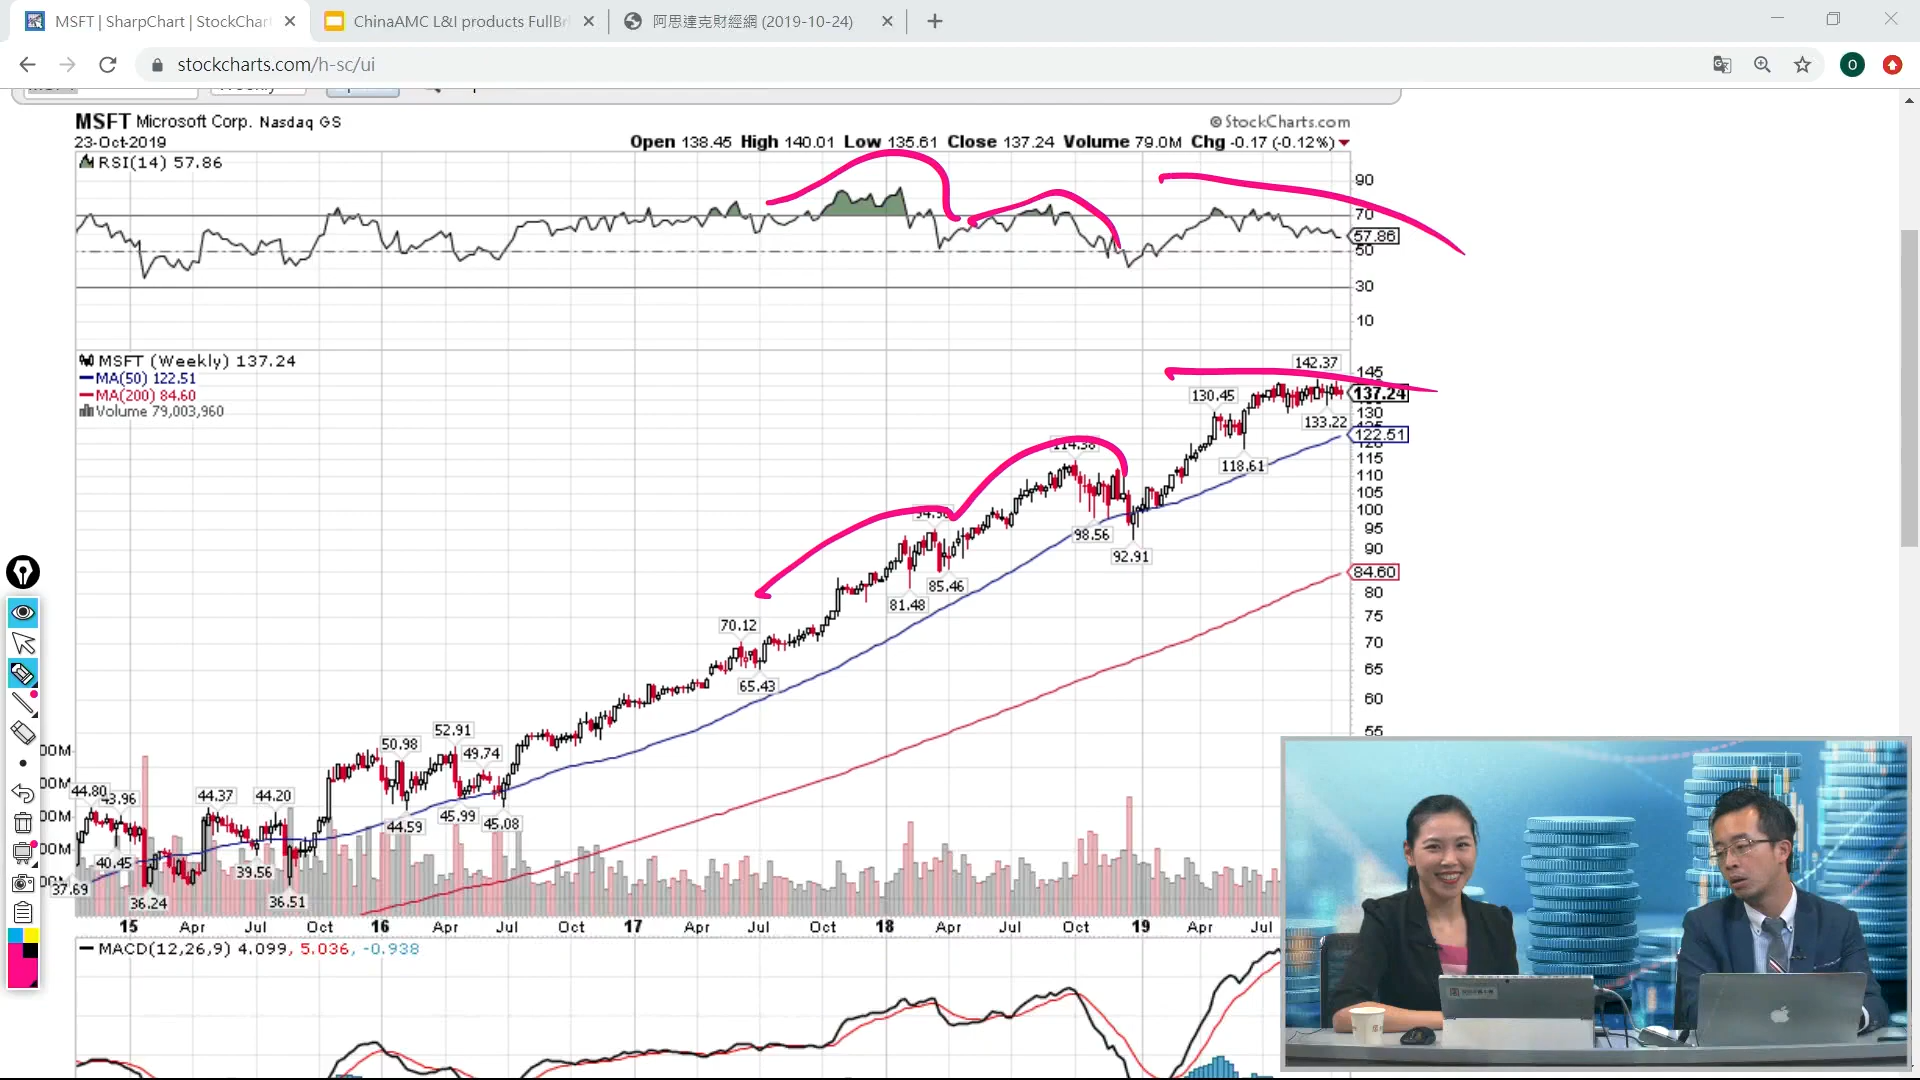 MSFT | SharpChart | StockChart
ChinaAMC L&I products FullBri
阿思達克財經網 (2019-10-24)
stockcharts.com/h-sc/ui
O
MSFT Microsoft Corp. Nasdaq GS
© StockCharts.com
23-Oct-2019
Open 138.45 High 140.01 Low 135.61 Close 137.24 Volume 79.0M Chg -0.17 (-0.12%)
RSI(14) 57.86
90
70
57.86
50
30
10
MSFT (Weekly) 137.24
MA(50) 122.51
MA(200) 84.60
Volume 79,003,960
142.37
145
137.24
130.45
130
133.22
122.51
118.61
115
114.38
110
105
100
98.56
95
92.91
90
85.46
84.60
81.48
80
75
70.12
70
65.43
65
60
55
52.91
50.98
49.74
45.99
45.08
44.59
44.80
43.96
44.37
44.20
40.45
39.56
37.69
36.24
36.51
00M
00M
00M
00M
15 Apr Jul Oct 16 Apr Jul Oct 17 Apr Jul Oct 18 Apr Jul Oct 19 Apr Jul
MACD(12,26,9) 4.099, 5.036, -0.938